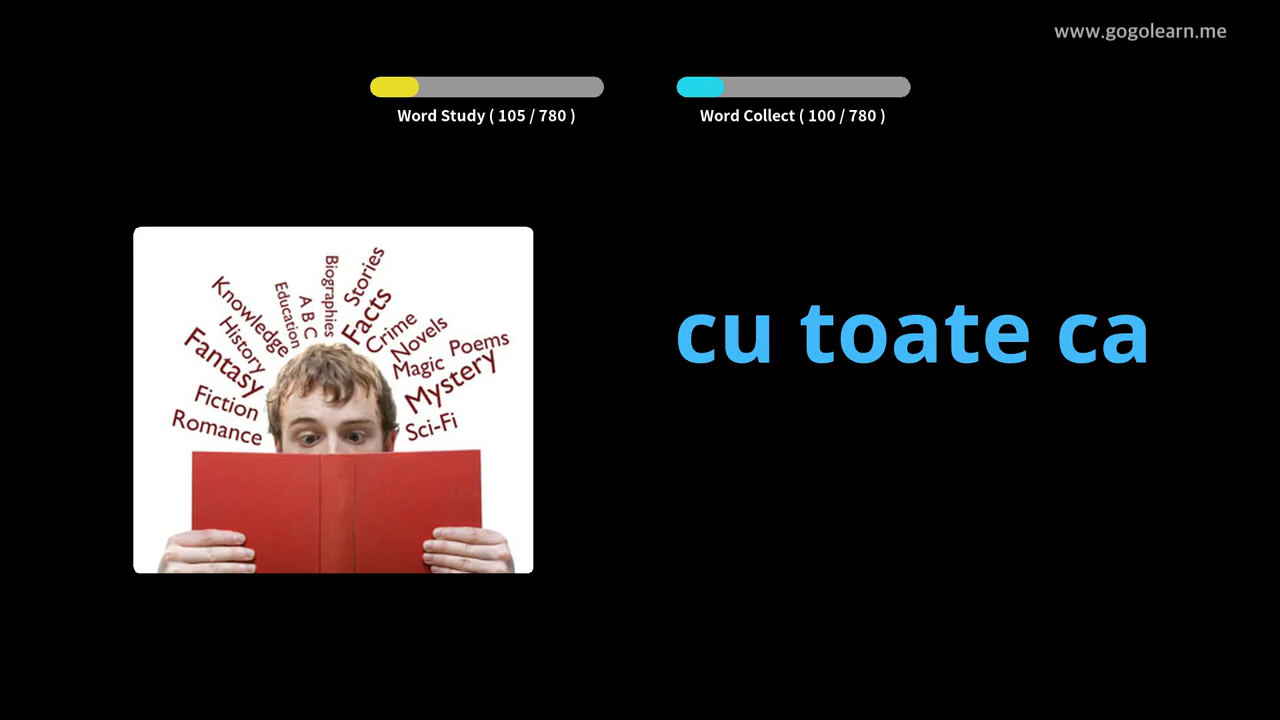 www.gogolearn.me
Word Study ( 105 / 780 )
Word Collect ( 100 / 780 )
Biographies
Stories
Education
A B C
Facts
Knowledge
Crime
History
Novels
Fantasy
Magic
Poems
Mystery
Fiction
Romance
Sci-Fi
cu toate ca